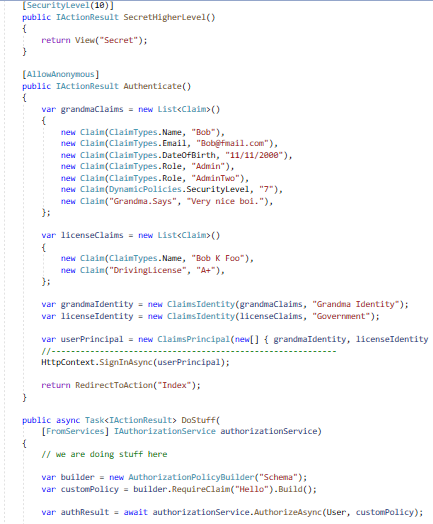 [SecurityLevel(10)]
public IActionResult SecretHigherLevel()
{
return View("Secret");
}
[AllowAnonymous]
public IActionResult Authenticate()
{
var grandmaClaims = new List<Claim>()
{
new Claim(ClaimTypes.Name, "Bob"),
new Claim(ClaimTypes.Email, "Bob@fmail.com"),
new Claim(ClaimTypes.DateOfBirth, "11/11/2000"),
new Claim(ClaimTypes.Role, "Admin"),
new Claim(ClaimTypes.Role, "AdminTwo"),
new Claim(DynamicPolicies.SecurityLevel, "7"),
new Claim("Grandma.Says", "Very nice boi."),
};
var licenseClaims = new List<Claim>()
{
new Claim(ClaimTypes.Name, "Bob K Foo"),
new Claim("DrivingLicense", "A+"),
};
var grandmaIdentity = new ClaimsIdentity(grandmaClaims, "Grandma Identity");
var licenseIdentity = new ClaimsIdentity(licenseClaims, "Government");
var userPrincipal = new ClaimsPrincipal(new[] { grandmaIdentity, licenseIdentity
//-----------------------------------------------------------
HttpContext.SignInAsync(userPrincipal);
return RedirectToAction("Index");
}
public async Task<IActionResult> DoStuff(
[FromServices] IAuthorizationService authorizationService)
{
// we are doing stuff here
var builder = new AuthorizationPolicyBuilder("Schema");
var customPolicy = builder.RequireClaim("Hello").Build();
var authResult = await authorizationService.AuthorizeAsync(User, customPolicy);